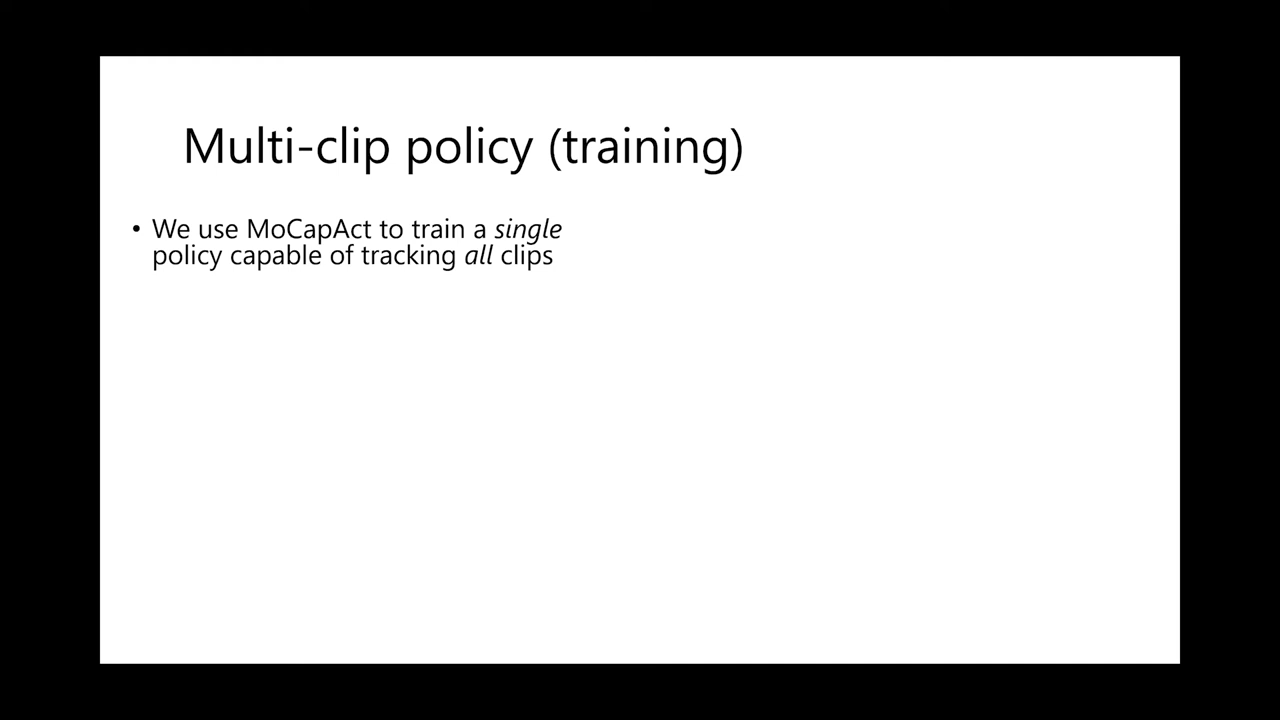 Multi-clip policy (training)
• We use MoCapAct to train a single
policy capable of tracking all clips